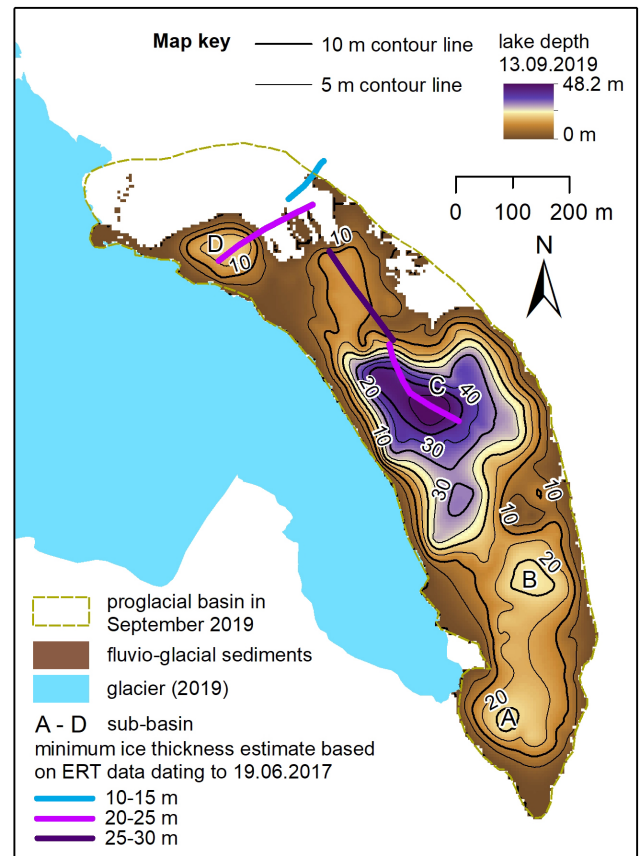 Map key
10 m contour line
5 m contour line
lake depth
13.09.2019
48.2 m
0 m
0 100 200 m
N
D
10
10
20
C
40
10
30
30
10
10
20
B
20
A
proglacial basin in
September 2019
fluvio-glacial sediments
glacier (2019)
A - D sub-basin
minimum ice thickness estimate based
on ERT data dating to 19.06.2017
10-15 m
20-25 m
25-30 m